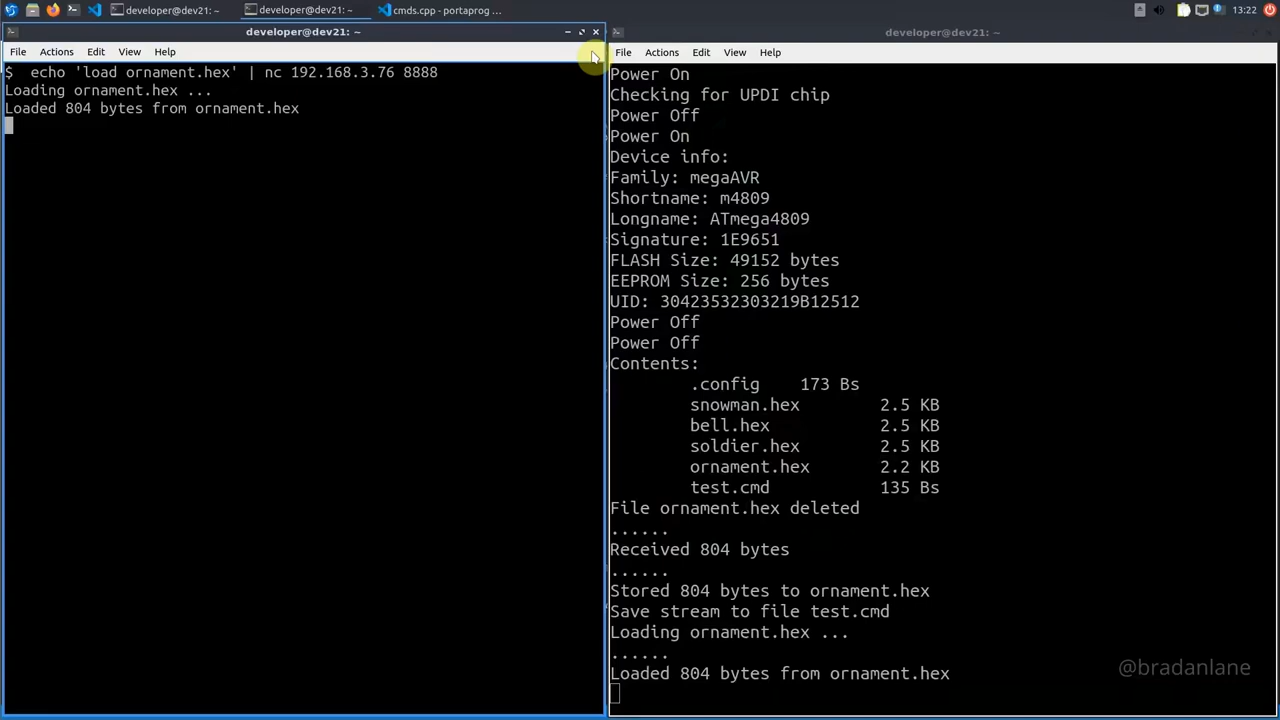 developer@dev21: ~
developer@dev21: ~
cmds.cpp - portaprog ...
13:22
developer@dev21: ~
File Actions Edit View Help
$  echo 'load ornament.hex' | nc 192.168.3.76 8888
Loading ornament.hex ...
Loaded 804 bytes from ornament.hex
developer@dev21: ~
File Actions Edit View Help
Power On
Checking for UPDI chip
Power Off
Power On
Device info:
Family: megaAVR
Shortname: m4809
Longname: ATmega4809
Signature: 1E9651
FLASH Size: 49152 bytes
EEPROM Size: 256 bytes
UID: 30423532303219B12512
Power Off
Power Off
Contents:
.config    173 Bs
snowman.hex        2.5 KB
bell.hex           2.5 KB
soldier.hex        2.5 KB
ornament.hex       2.2 KB
test.cmd           135 Bs
File ornament.hex deleted
......
Received 804 bytes
......
Stored 804 bytes to ornament.hex
Save stream to file test.cmd
Loading ornament.hex ...
......
Loaded 804 bytes from ornament.hex
@bradanlane